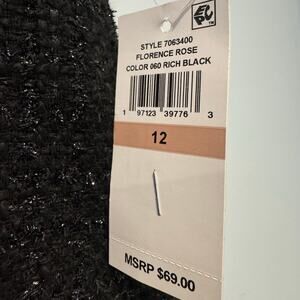 STYLE 7063400
FLORENCE ROSE
COLOR 060 RICH BLACK
1 97123 39776 3
12
MSRP $69.00